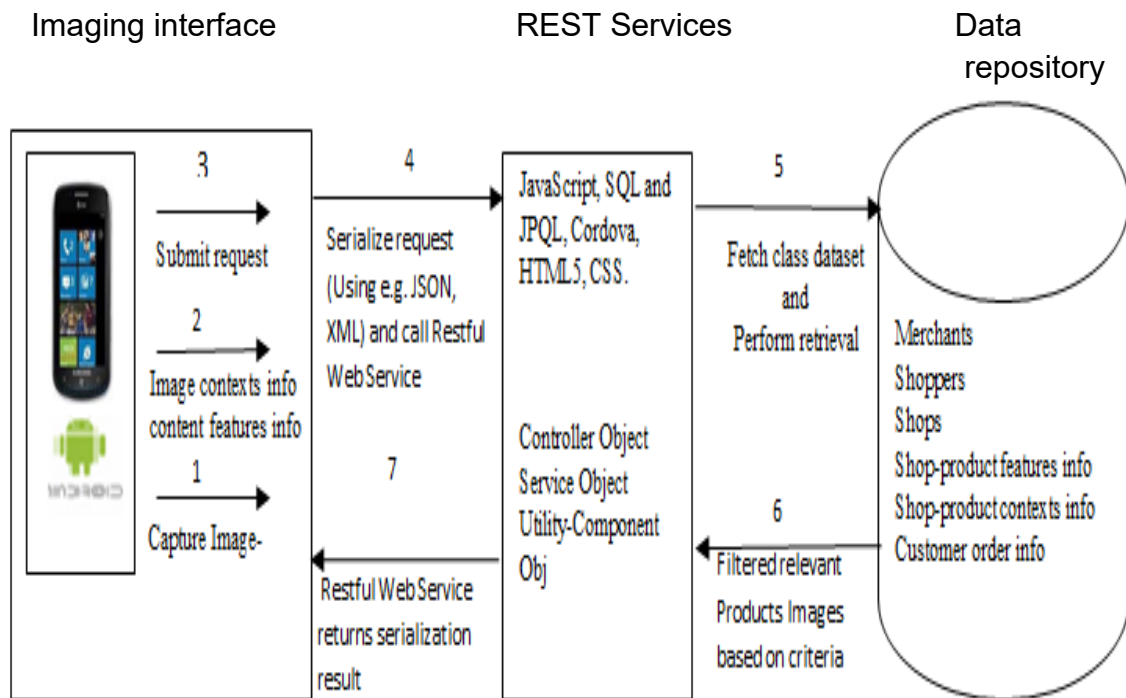 Imaging interface
REST Services
Data
repository
3
Submit request
2
Image contexts info
content features info
1
Capture Image-
4
Serialize request
(Using e.g. JSON,
XML) and call Restful
Web Service
7
Restful Web Service
returns serialization
result
JavaScript, SQL and
JPQL, Cordova,
HTML5, CSS.
Controller Object
Service Object
Utility-Component
Obj
5
Fetch class dataset
and
Perform retrieval
6
Filtered relevant
Products Images
based on criteria
Merchants
Shoppers
Shops
Shop-product features info
Shop-product contexts info
Customer order info